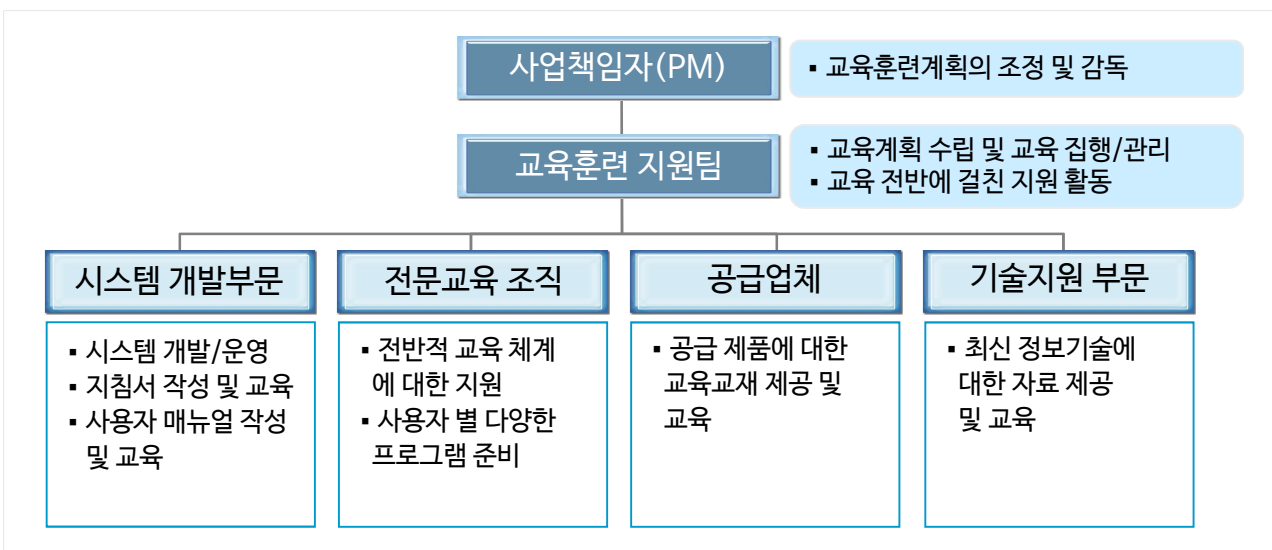 사업책임자(PM)
▪ 교육훈련계획의 조정 및 감독
교육훈련 지원팀
▪ 교육계획 수립 및 교육 집행/관리
▪ 교육 전반에 걸친 지원 활동
시스템 개발부문
▪ 시스템 개발/운영
▪ 지침서 작성 및 교육
▪ 사용자 매뉴얼 작성
및 교육
전문교육 조직
▪ 전반적 교육 체계
에 대한 지원
▪ 사용자 별 다양한
프로그램 준비
공급업체
▪ 공급 제품에 대한
교육교재 제공 및
교육
기술지원 부문
▪ 최신 정보기술에
대한 자료 제공
및 교육